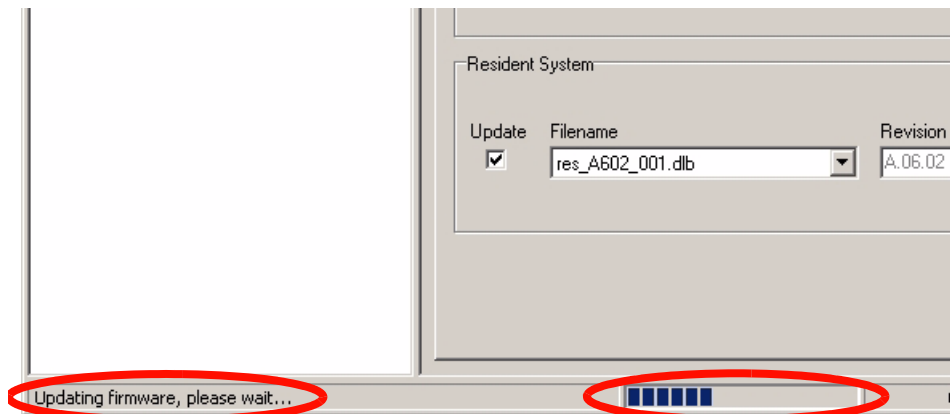 Resident System
Update Filename Revision
res_A602_001.dlb A.06.02
Updating firmware, please wait...